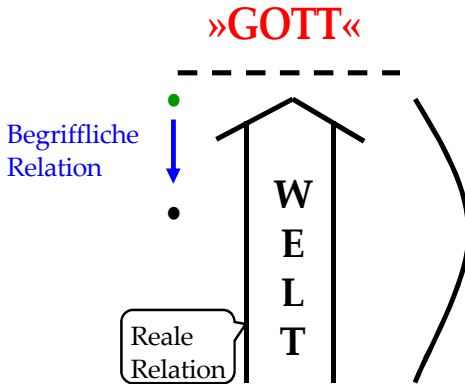 »GOTT«
Begriffliche
Relation
W
E
L
T
Reale
Relation